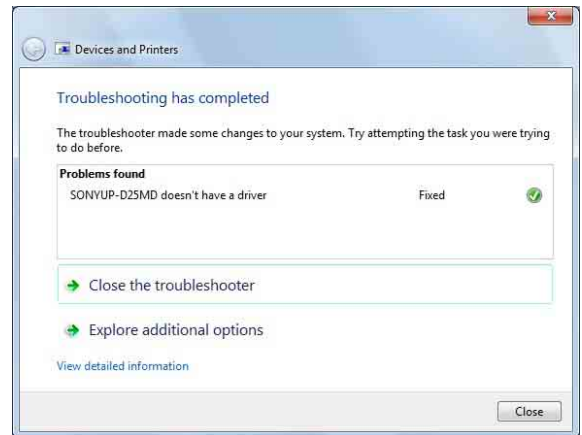 Devices and Printers
Troubleshooting has completed
The troubleshooter made some changes to your system. Try attempting the task you were trying
to do before.
Problems found
SONYUP-D25MD doesn't have a driver Fixed
Close the troubleshooter
Explore additional options
View detailed information
Close